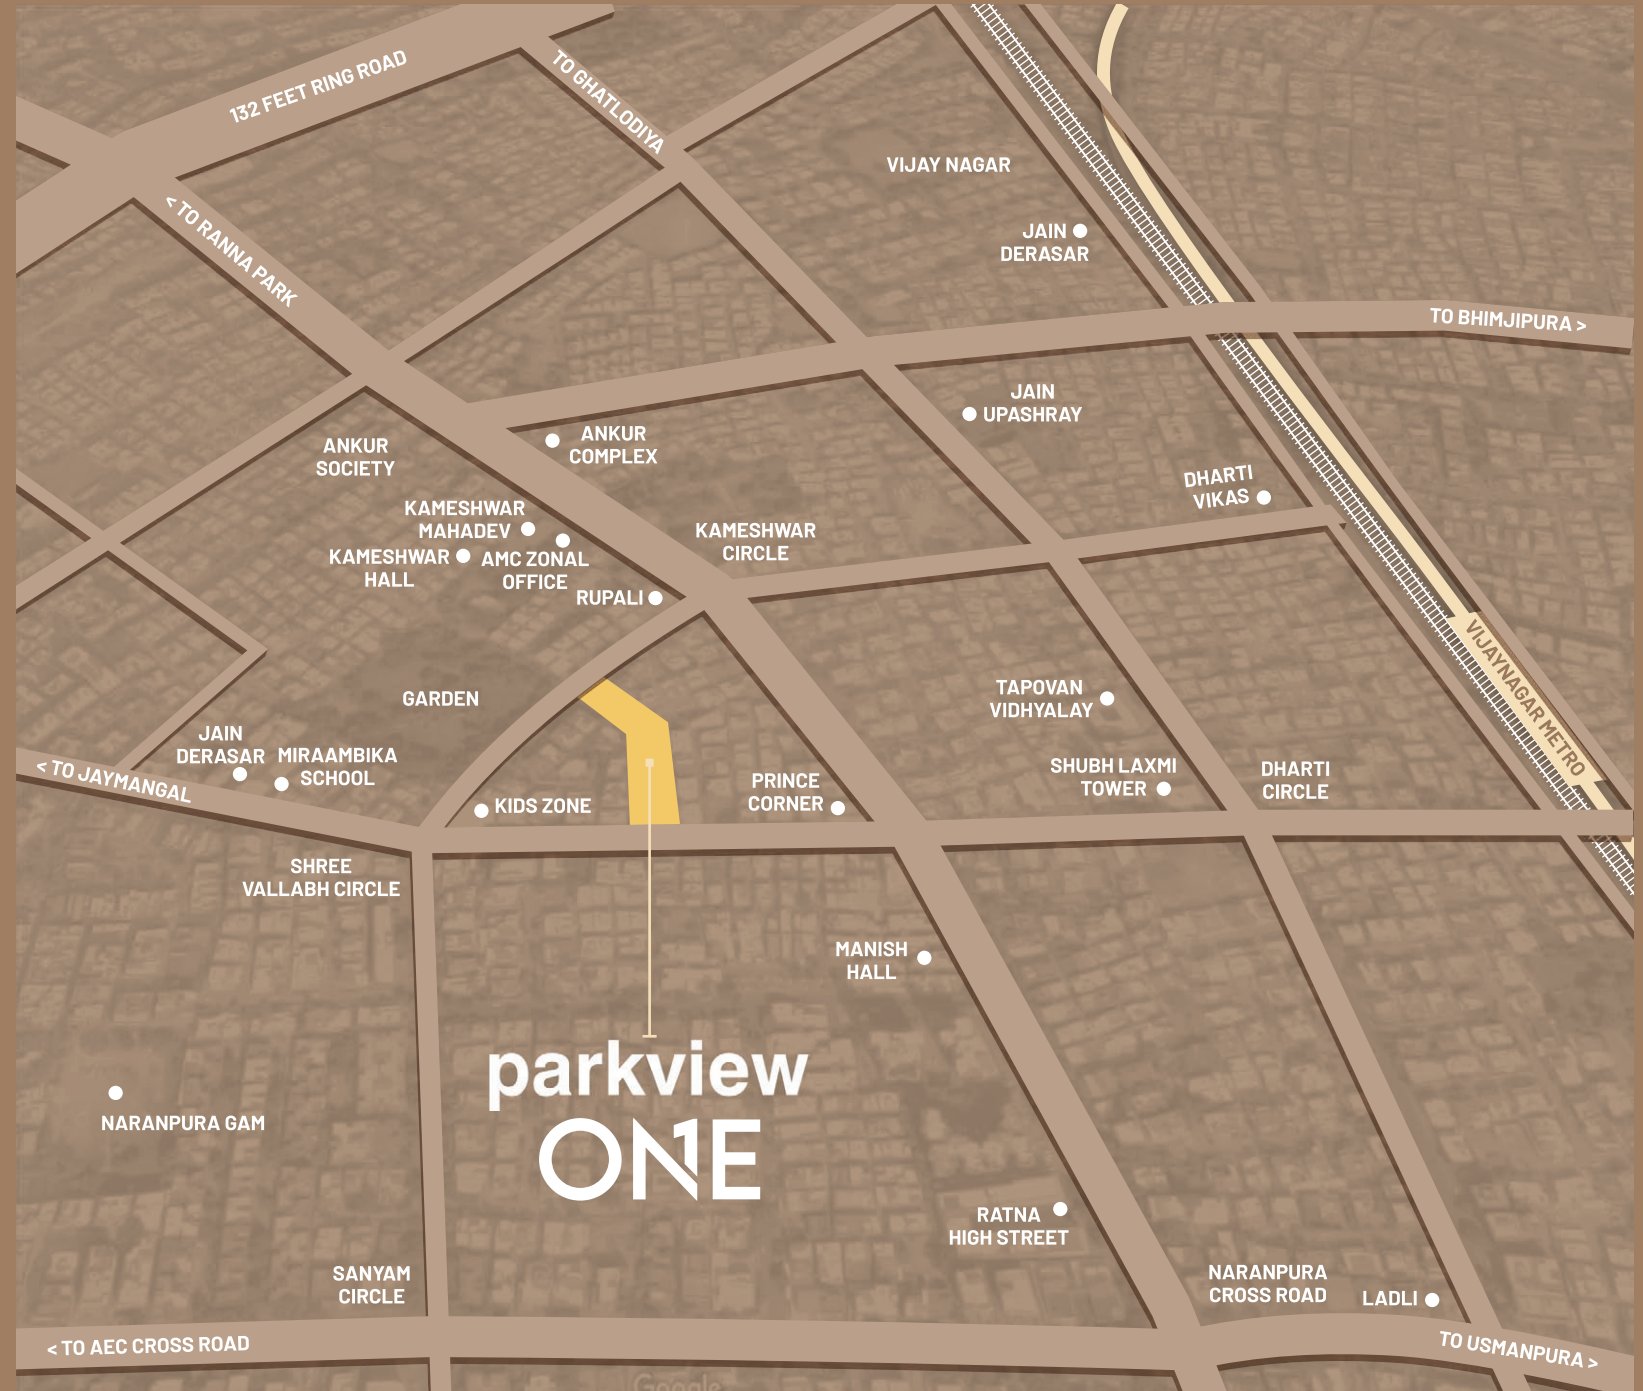 132 FEET RING ROAD
TO GHATLODIYA
< TO RANNA PARK
VIJAY NAGAR
JAIN
DERASAR
TO BHIMJIPURA >
JAIN
UPASHRAY
ANKUR
SOCIETY
ANKUR
COMPLEX
DHARTI
VIKAS
KAMESHWAR
MAHADEV
KAMESHWAR
HALL
AMC ZONAL
OFFICE
KAMESHWAR
CIRCLE
RUPALI
VIJAYNAGAR METRO
GARDEN
TAPOVAN
VIDHYALAY
JAIN
DERASAR
MIRAAMBIKA
SCHOOL
< TO JAYMANGAL
KIDS ZONE
PRINCE
CORNER
SHUBH LAXMI
TOWER
DHARTI
CIRCLE
SHREE
VALLABH CIRCLE
MANISH
HALL
parkview
ONE
NARANPURA GAM
RATNA
HIGH STREET
SANYAM
CIRCLE
NARANPURA
CROSS ROAD
LADLI
< TO AEC CROSS ROAD
TO USMANPURA >
Google